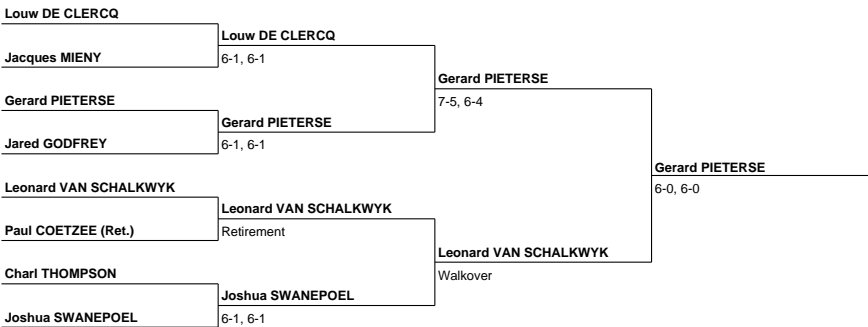 Louw DE CLERCQ
Louw DE CLERCQ
Jacques MIENY
6-1, 6-1
Gerard PIETERSE
7-5, 6-4
Gerard PIETERSE
Gerard PIETERSE
Jared GODFREY
6-1, 6-1
Gerard PIETERSE
6-0, 6-0
Leonard VAN SCHALKWYK
Leonard VAN SCHALKWYK
Paul COETZEE (Ret.)
Retirement
Leonard VAN SCHALKWYK
Walkover
Charl THOMPSON
Joshua SWANEPOEL
Joshua SWANEPOEL
6-1, 6-1